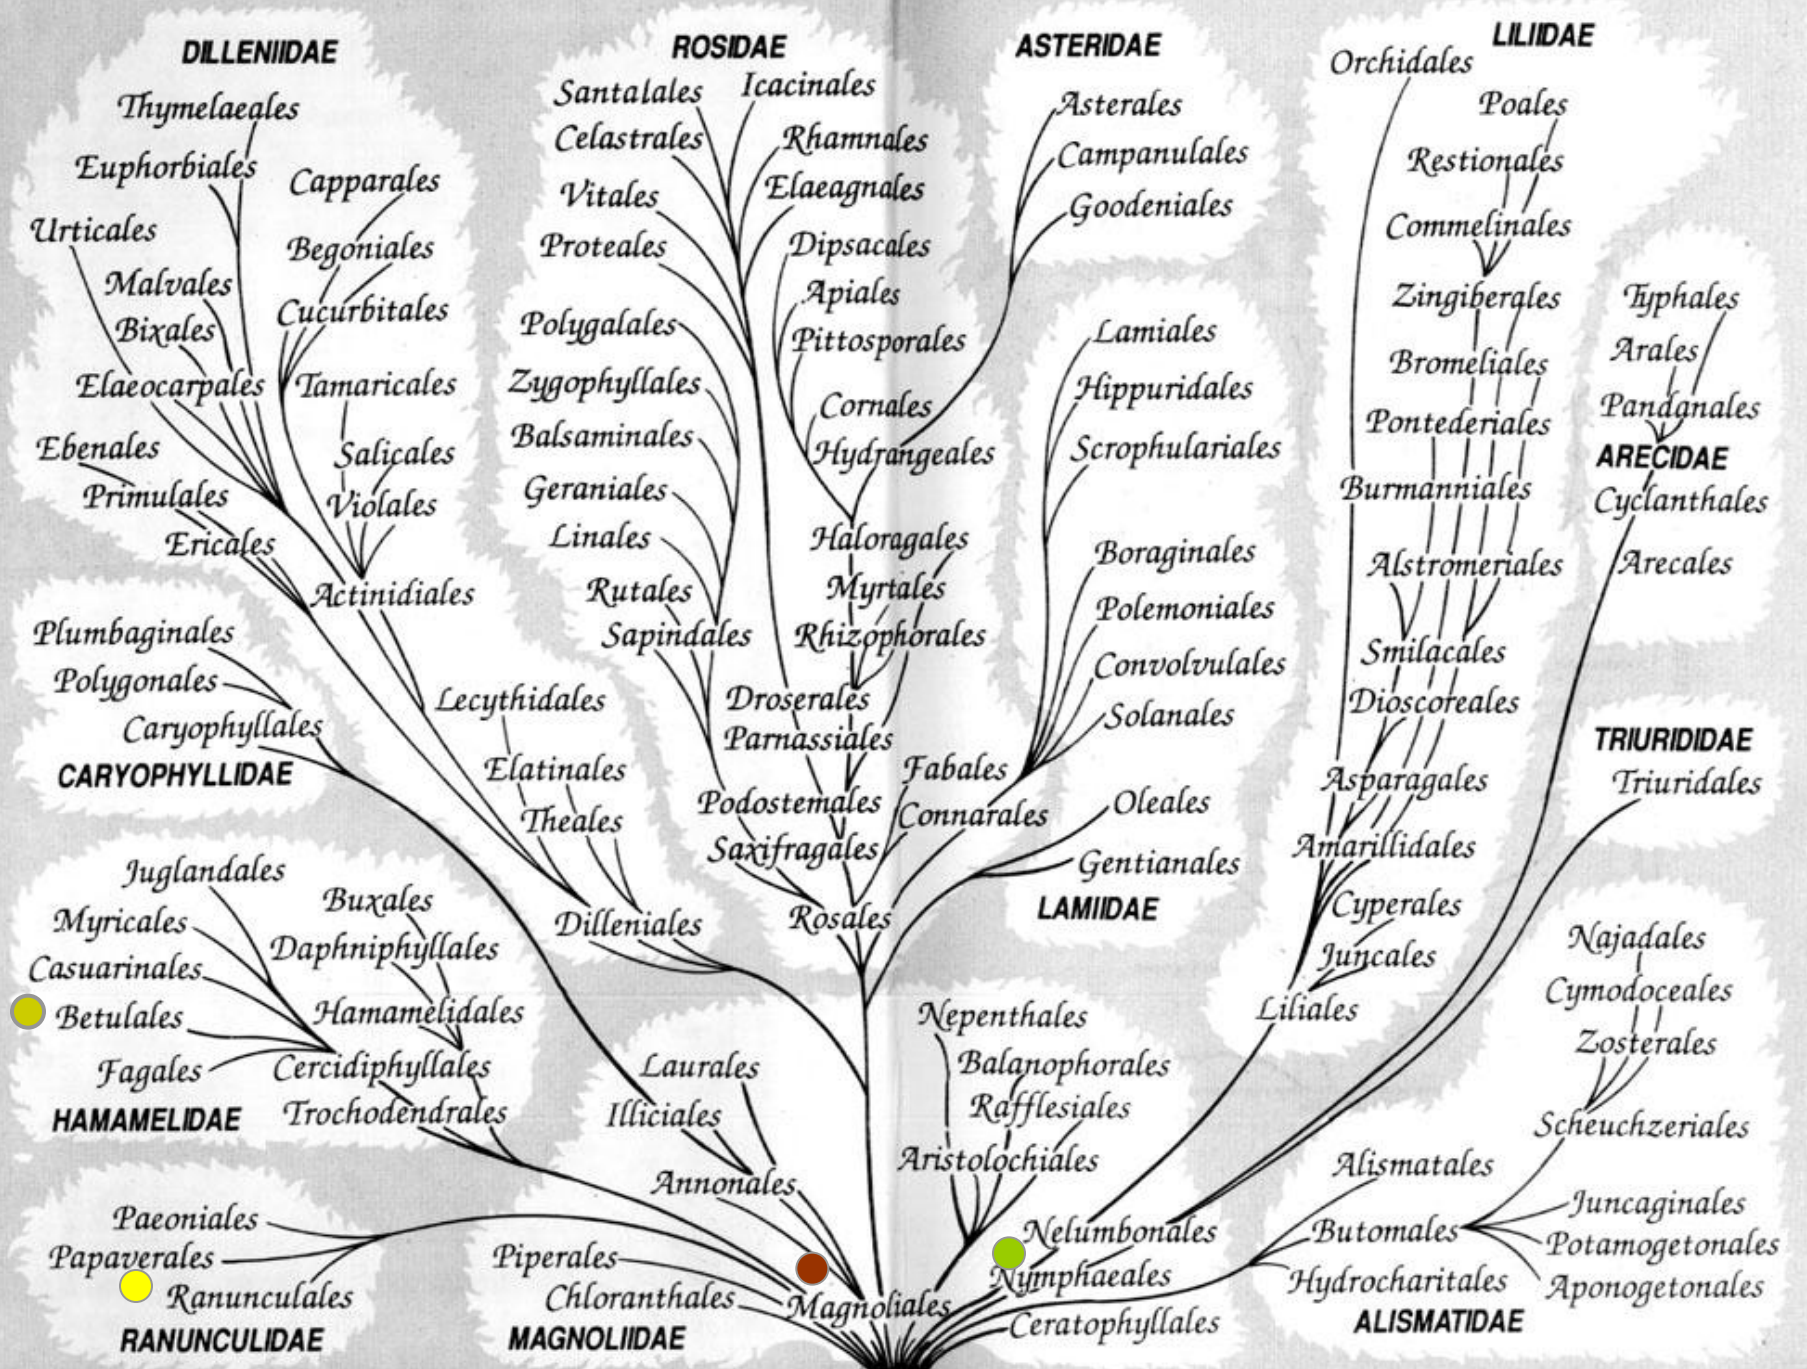 DILLENIIDAE
Thymelaeales
Euphorbiales
Capparales
Urticales
Begoniales
Malvales
Bixales
Cucurbitales
Elaeocarpales
Tamaricales
Ebenales
Salicales
Primulales
Violales
Ericales
Actinidiales
Lecythidales
Elatinales
Theales
Dilleniales
ROSIDAE
Santalales
Icacinales
Celastrales
Rhamnales
Vitales
Elaeagnales
Proteales
Dipsacales
Apiales
Polygalales
Pittosporales
Zygophyllales
Cornales
Balsaminales
Hydrangeales
Geraniales
Linales
Haloragales
Rutales
Myrtales
Sapindales
Rhizophorales
Droserales
Parnassiales
Fabales
Podostemales
Connarales
Saxifragales
Rosales
ASTERIDAE
Asterales
Campanulales
Goodeniales
Lamiales
Hippuridales
Scrophulariales
Boraginales
Polemoniales
Convolvulales
Solanales
Oleales
Gentianales
LAMIIDAE
LILIIDAE
Orchidales
Poales
Restionales
Commelinales
Zingiberales
Bromeliales
Pontederiales
Burmanniales
Alstromeriales
Smilacales
Dioscoreales
Asparagales
Amarillidales
Cyperales
Juncales
Liliales
Typhales
Arales
Pandanales
ARECIDAE
Cyclanthales
Arecales
TRIURIDIDAE
Triuridales
Plumbaginales
Polygonales
Caryophyllales
CARYOPHYLLIDAE
Juglandales
Buxales
Myricales
Daphniphyllales
Casuarinales
Betulales
Hamamelidales
Fagales
Cercidiphyllales
HAMAMELIDAE
Trochodendrales
Paeoniales
Papaverales
Ranunculales
RANUNCULIDAE
Laurales
Illiciales
Annonales
Piperales
Chloranthales
Magnoliales
MAGNOLIIDAE
Nepenthales
Balanophorales
Rafflesiales
Aristolochiales
Nelumbonales
Nymphaeales
Ceratophyllales
Najadales
Cymodoceales
Zosterales
Scheuchzeriales
Alismatales
Juncaginales
Butomales
Potamogetonales
Hydrocharitales
Aponogetonales
ALISMATIDAE